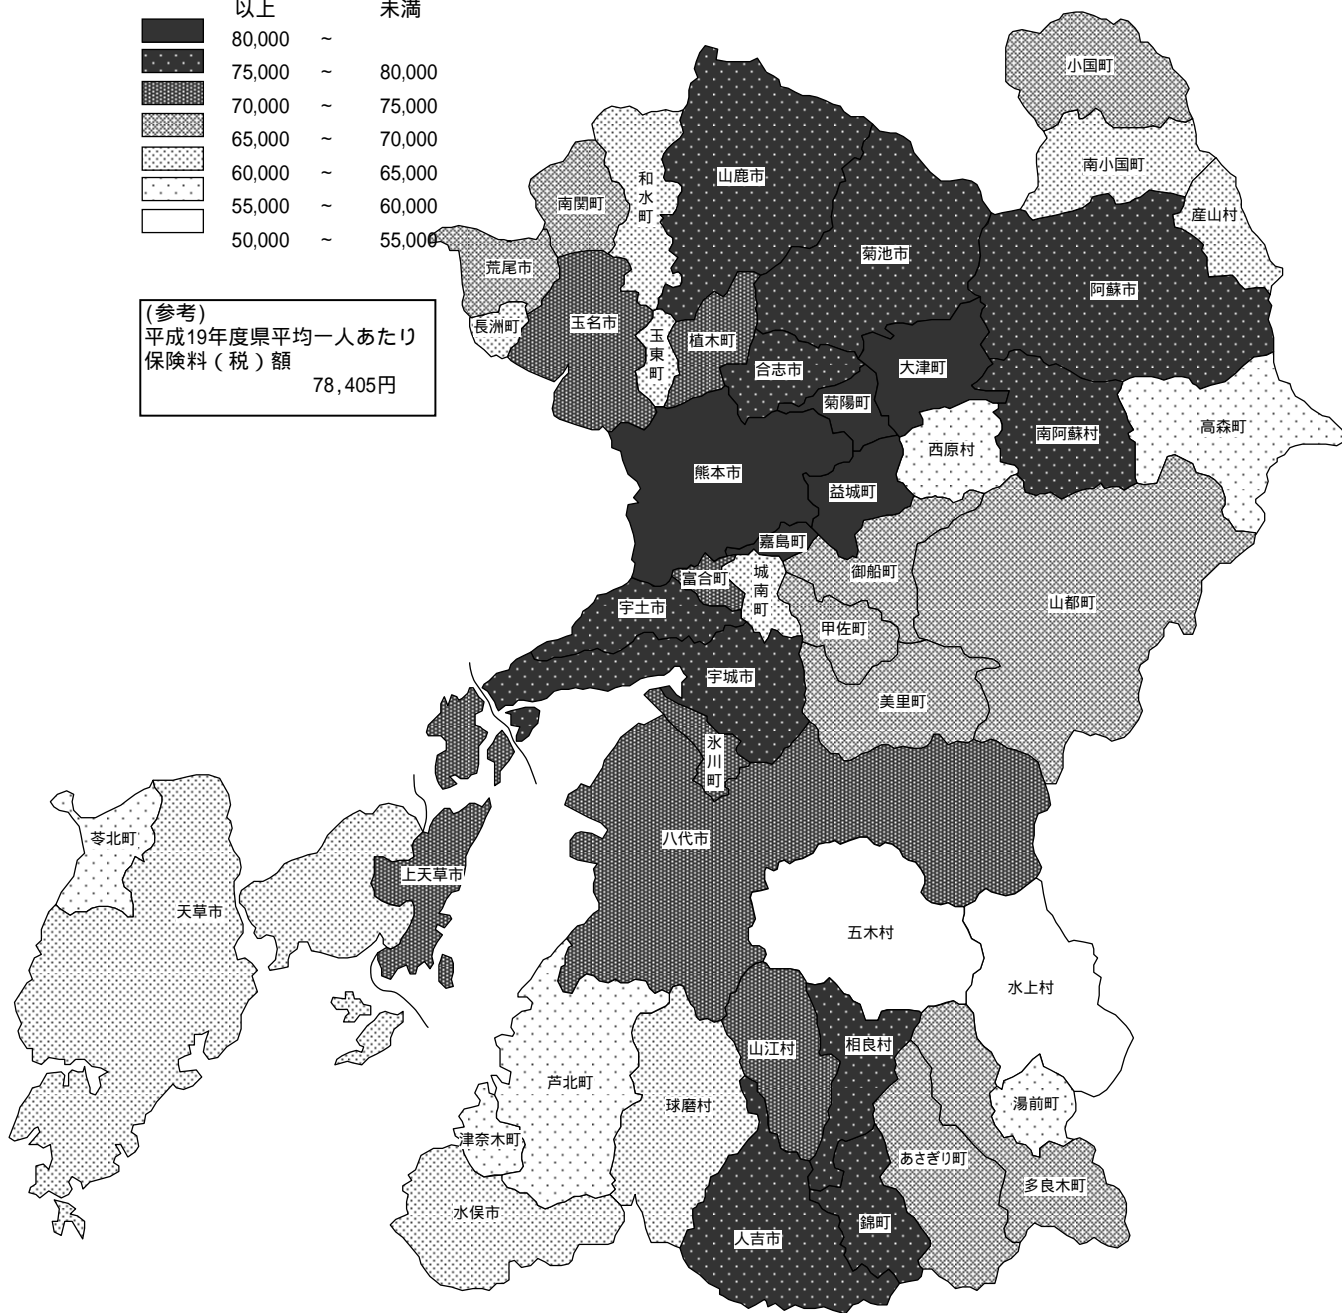 以上 未満
80,000 ~
75,000 ~ 80,000
70,000 ~ 75,000
65,000 ~ 70,000
60,000 ~ 65,000
55,000 ~ 60,000
50,000 ~ 55,000
(参考)
平成19年度県平均一人あたり
保険料(税)額
78,405円
小国町
南小国町
産山村
山鹿市
和水町
南関町
菊池市
荒尾市
阿蘇市
長洲町
玉名市
玉東町
植木町
合志市
大津町
菊陽町
高森町
南阿蘇村
西原村
熊本市
益城町
嘉島町
御船町
富合町
城南町
山都町
宇土市
甲佐町
宇城市
美里町
氷川町
八代市
苓北町
上天草市
天草市
五木村
水上村
相良村
山江村
芦北町
球磨村
湯前町
津奈木町
あさぎり町
多良木町
水俣市
錦町
人吉市